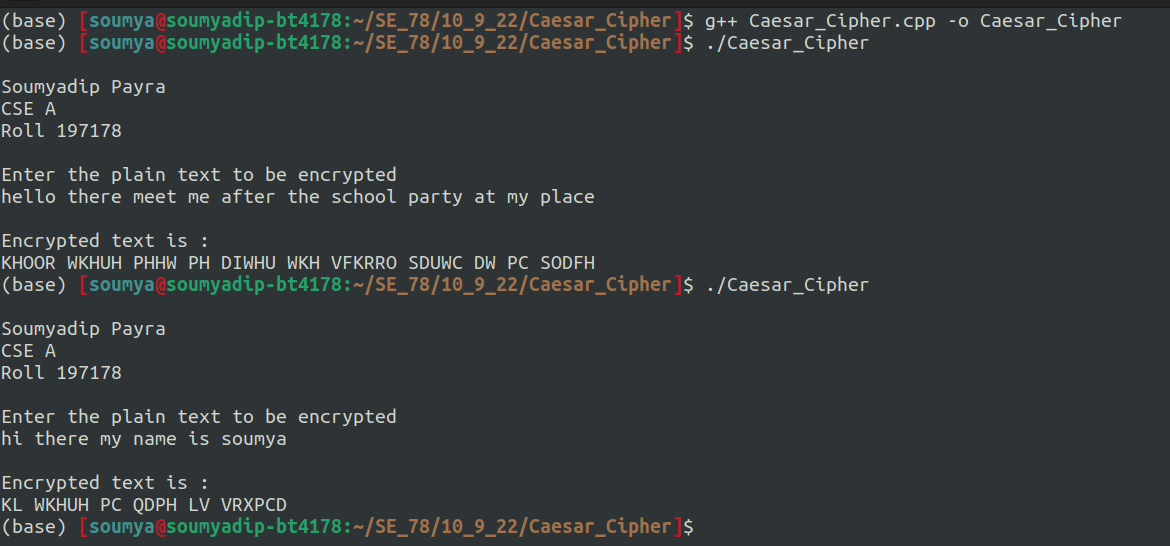 (base) [soumya@soumyadip-bt4178:~/SE_78/10_9_22/Caesar_Cipher]$ g++ Caesar_Cipher.cpp -o Caesar_Cipher
(base) [soumya@soumyadip-bt4178:~/SE_78/10_9_22/Caesar_Cipher]$ ./Caesar_Cipher
Soumyadip Payra
CSE A
Roll 197178
Enter the plain text to be encrypted
hello there meet me after the school party at my place
Encrypted text is :
KHOOR WKHUH PHHW PH DIWHU WKH VFKRRO SDUWC DW PC SODFH
(base) [soumya@soumyadip-bt4178:~/SE_78/10_9_22/Caesar_Cipher]$ ./Caesar_Cipher
Soumyadip Payra
CSE A
Roll 197178
Enter the plain text to be encrypted
hi there my name is soumya
Encrypted text is :
KL WKHUH PC QDPH LV VRXPCD
(base) [soumya@soumyadip-bt4178:~/SE_78/10_9_22/Caesar_Cipher]$